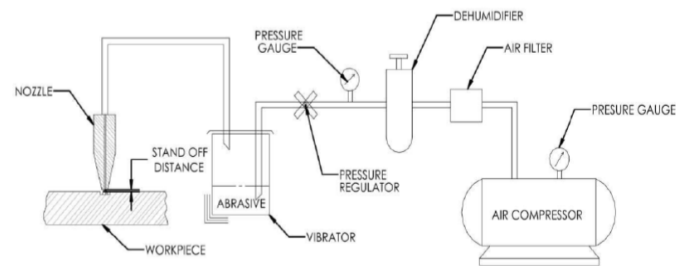 DEHUMIDIFIER
PRESSURE
GAUGE
AIR FILTER
NOZZLE
PRESURE GAUGE
STAND OFF
DISTANCE
PRESSURE
REGULATOR
ABRASIVE
AIR COMPRESSOR
VIBRATOR
WORKPIECE